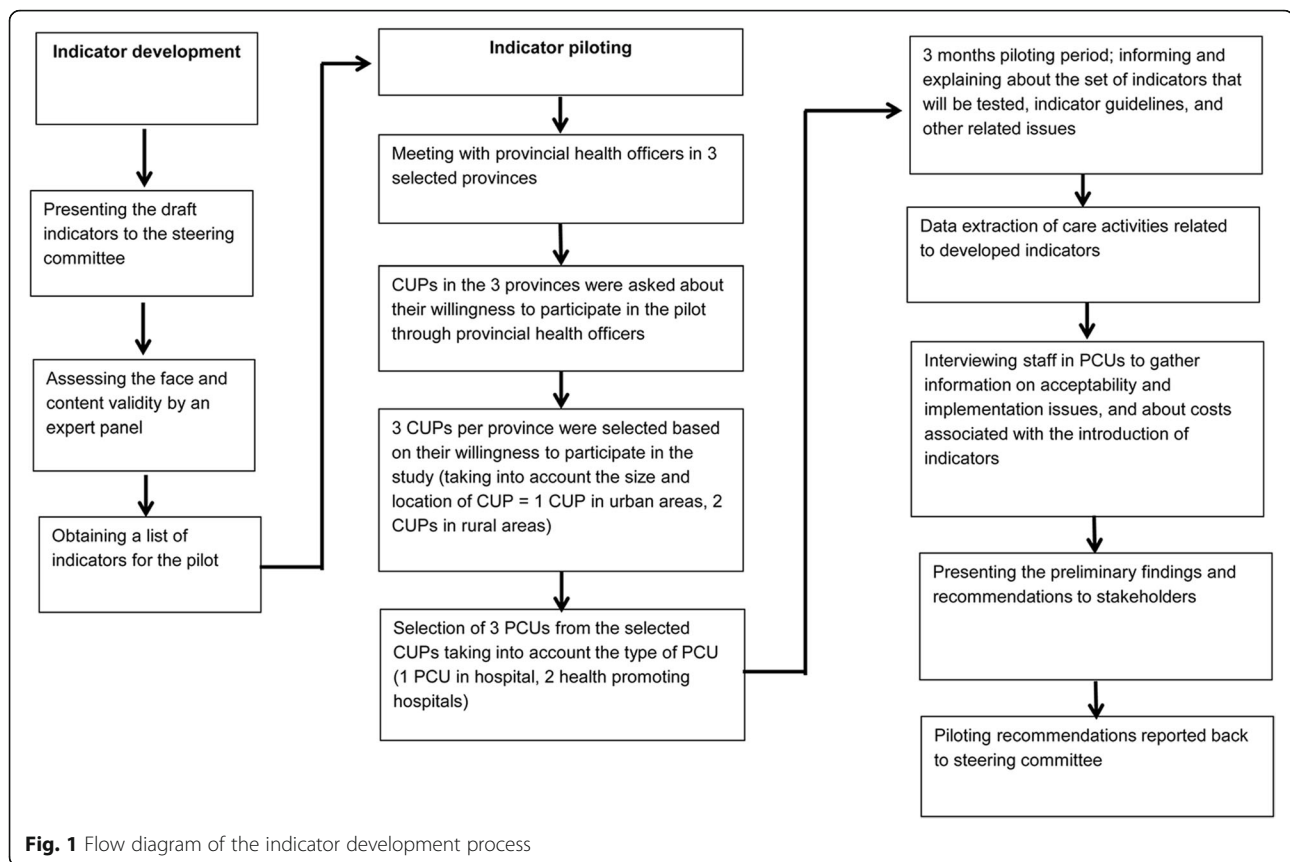 Indicator development
Presenting the draft
indicators to the steering
committee
Assessing the face and
content validity by an
expert panel
Obtaining a list of
indicators for the pilot
Indicator piloting
Meeting with provincial health officers in 3
selected provinces
CUPs in the 3 provinces were asked about
their willingness to participate in the pilot
through provincial health officers
3 CUPs per province were selected based
on their willingness to participate in the
study (taking into account the size and
location of CUP = 1 CUP in urban areas, 2
CUPs in rural areas)
Selection of 3 PCUs from the selected
CUPs taking into account the type of PCU
(1 PCU in hospital, 2 health promoting
hospitals)
3 months piloting period; informing and
explaining about the set of indicators that
will be tested, indicator guidelines, and
other related issues
Data extraction of care activities related
to developed indicators
Interviewing staff in PCUs to gather
information on acceptability and
implementation issues, and about costs
associated with the introduction of
indicators
Presenting the preliminary findings and
recommendations to stakeholders
Piloting recommendations reported back
to steering committee
Fig. 1 Flow diagram of the indicator development process